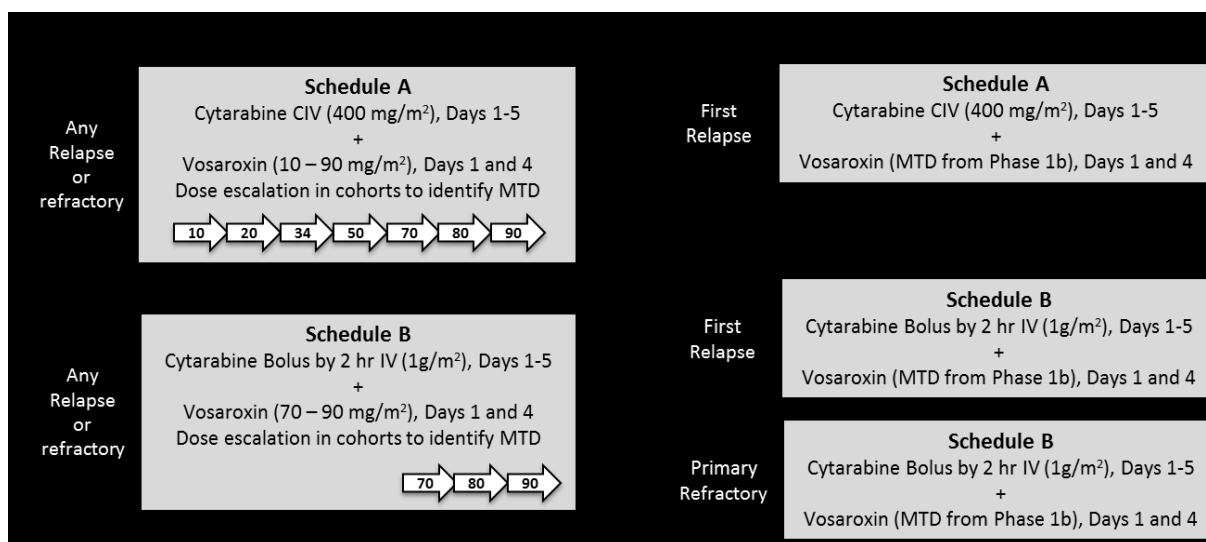 Any
Relapse
or
refractory
Schedule A
Cytarabine CIV (400 mg/m²), Days 1-5
+
Vosaroxin (10 – 90 mg/m²), Days 1 and 4
Dose escalation in cohorts to identify MTD
10 20 34 50 70 80 90
Any
Relapse
or
refractory
Schedule B
Cytarabine Bolus by 2 hr IV (1g/m²), Days 1-5
+
Vosaroxin (70 – 90 mg/m²), Days 1 and 4
Dose escalation in cohorts to identify MTD
70 80 90
First
Relapse
Schedule A
Cytarabine CIV (400 mg/m²), Days 1-5
+
Vosaroxin (MTD from Phase 1b), Days 1 and 4
First
Relapse
Schedule B
Cytarabine Bolus by 2 hr IV (1g/m²), Days 1-5
+
Vosaroxin (MTD from Phase 1b), Days 1 and 4
Primary
Refractory
Schedule B
Cytarabine Bolus by 2 hr IV (1g/m²), Days 1-5
+
Vosaroxin (MTD from Phase 1b), Days 1 and 4